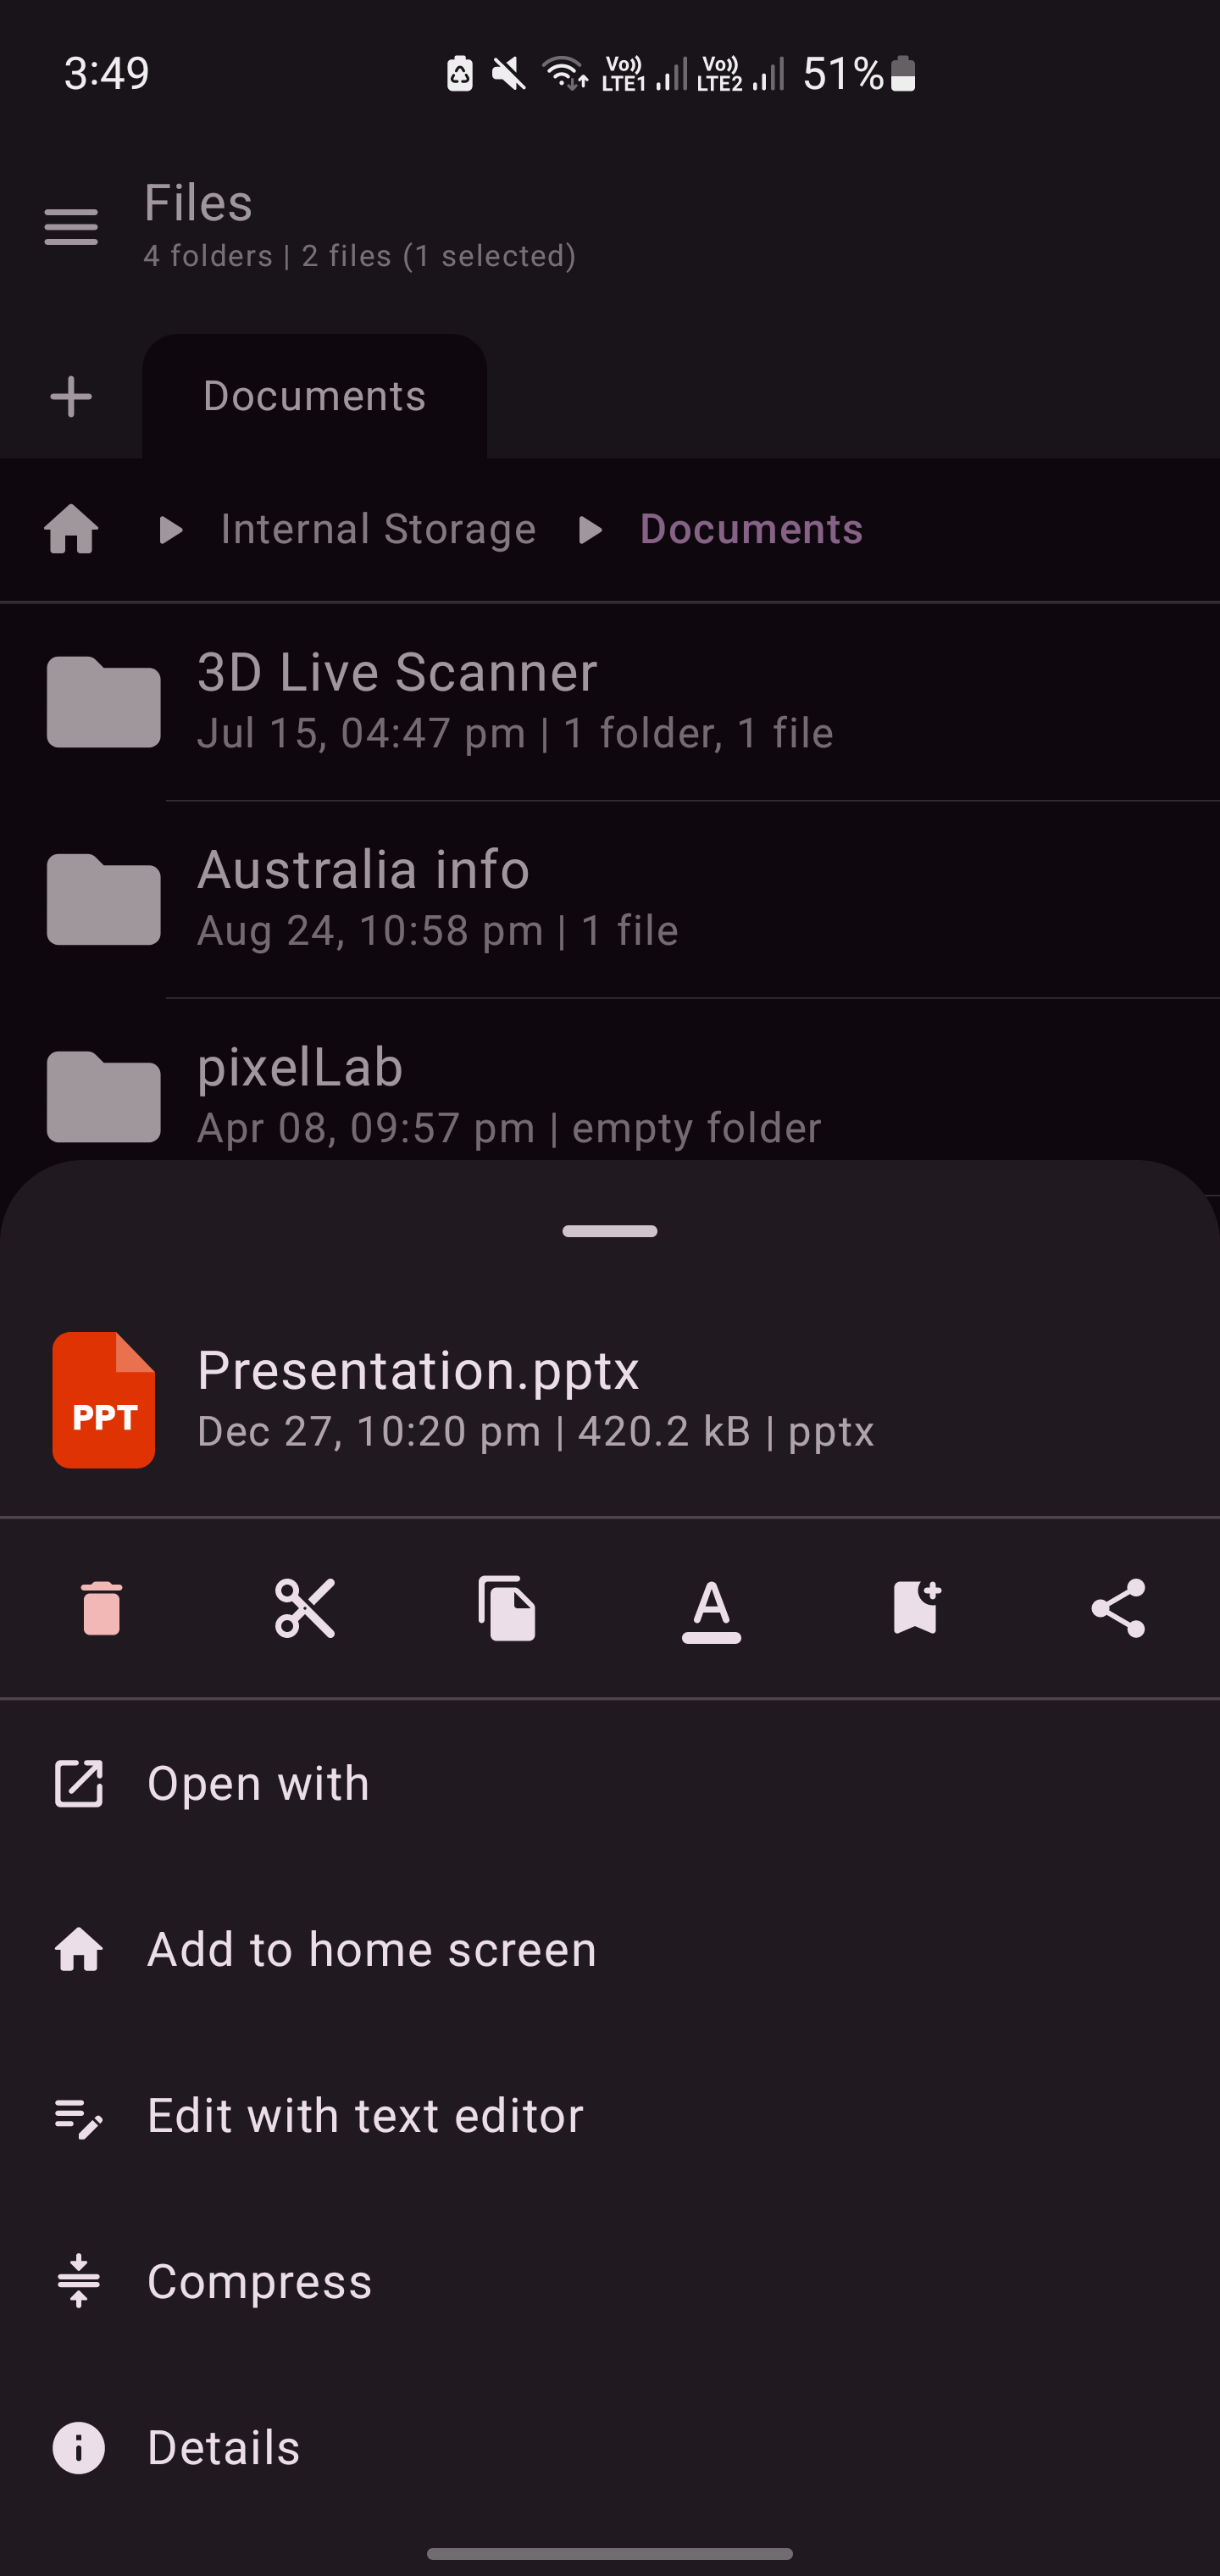 3:49
Vo)) LTE1 Vo)) LTE2 51%
Files
4 folders | 2 files (1 selected)
Documents
Internal Storage Documents
3D Live Scanner
Jul 15, 04:47 pm | 1 folder, 1 file
Australia info
Aug 24, 10:58 pm | 1 file
pixelLab
Apr 08, 09:57 pm | empty folder
PPT
Presentation.pptx
Dec 27, 10:20 pm | 420.2 kB | pptx
A
Open with
Add to home screen
Edit with text editor
Compress
Details